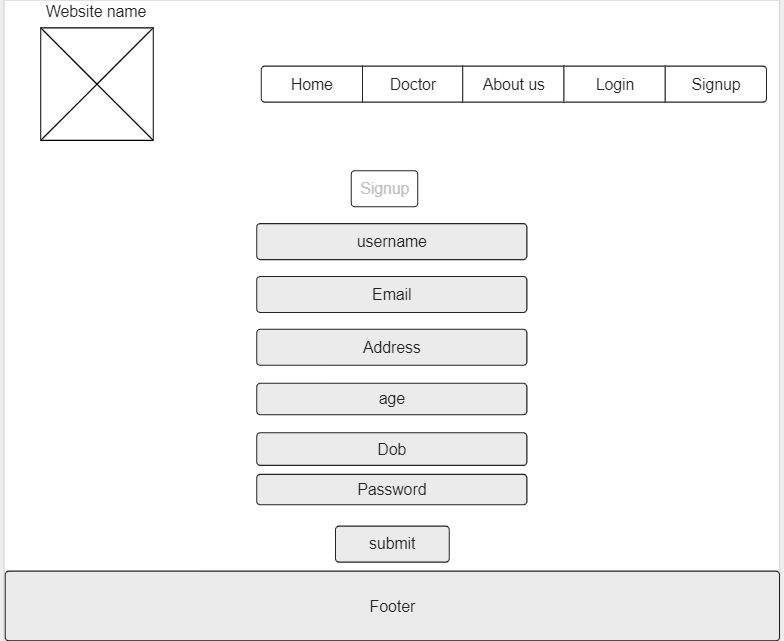 Website name
Home Doctor About us Login Signup
Signup
username
Email
Address
age
Dob
Password
submit
Footer